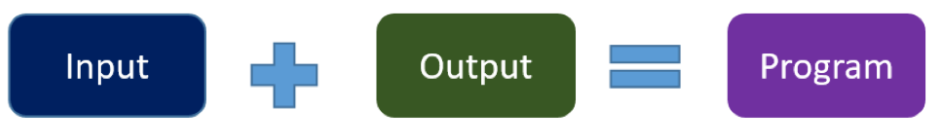 Input + Output = Program